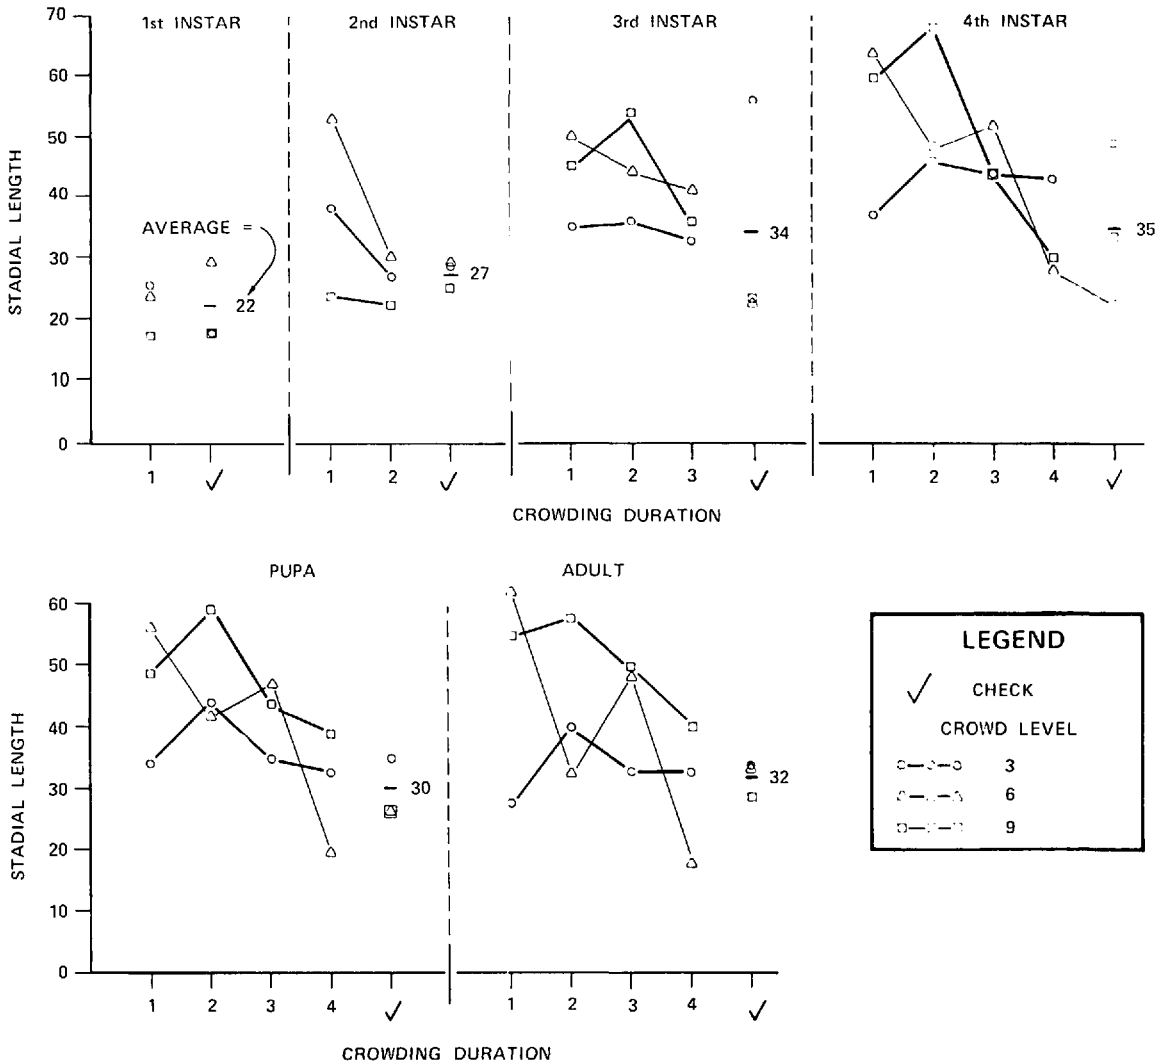 1st INSTAR 2nd INSTAR 3rd INSTAR 4th INSTAR
70
60
50
40
30
20
10
0
STADIAL LENGTH
AVERAGE =
22
27
34
35
1 ✓ 1 2 ✓ 1 2 3 ✓ 1 2 3 4 ✓
CROWDING DURATION
PUPA ADULT
60
50
40
30
20
10
0
STADIAL LENGTH
30
32
1 2 3 4 ✓ 1 2 3 4 ✓
CROWDING DURATION
LEGEND
✓ CHECK
CROWD LEVEL
3
6
9